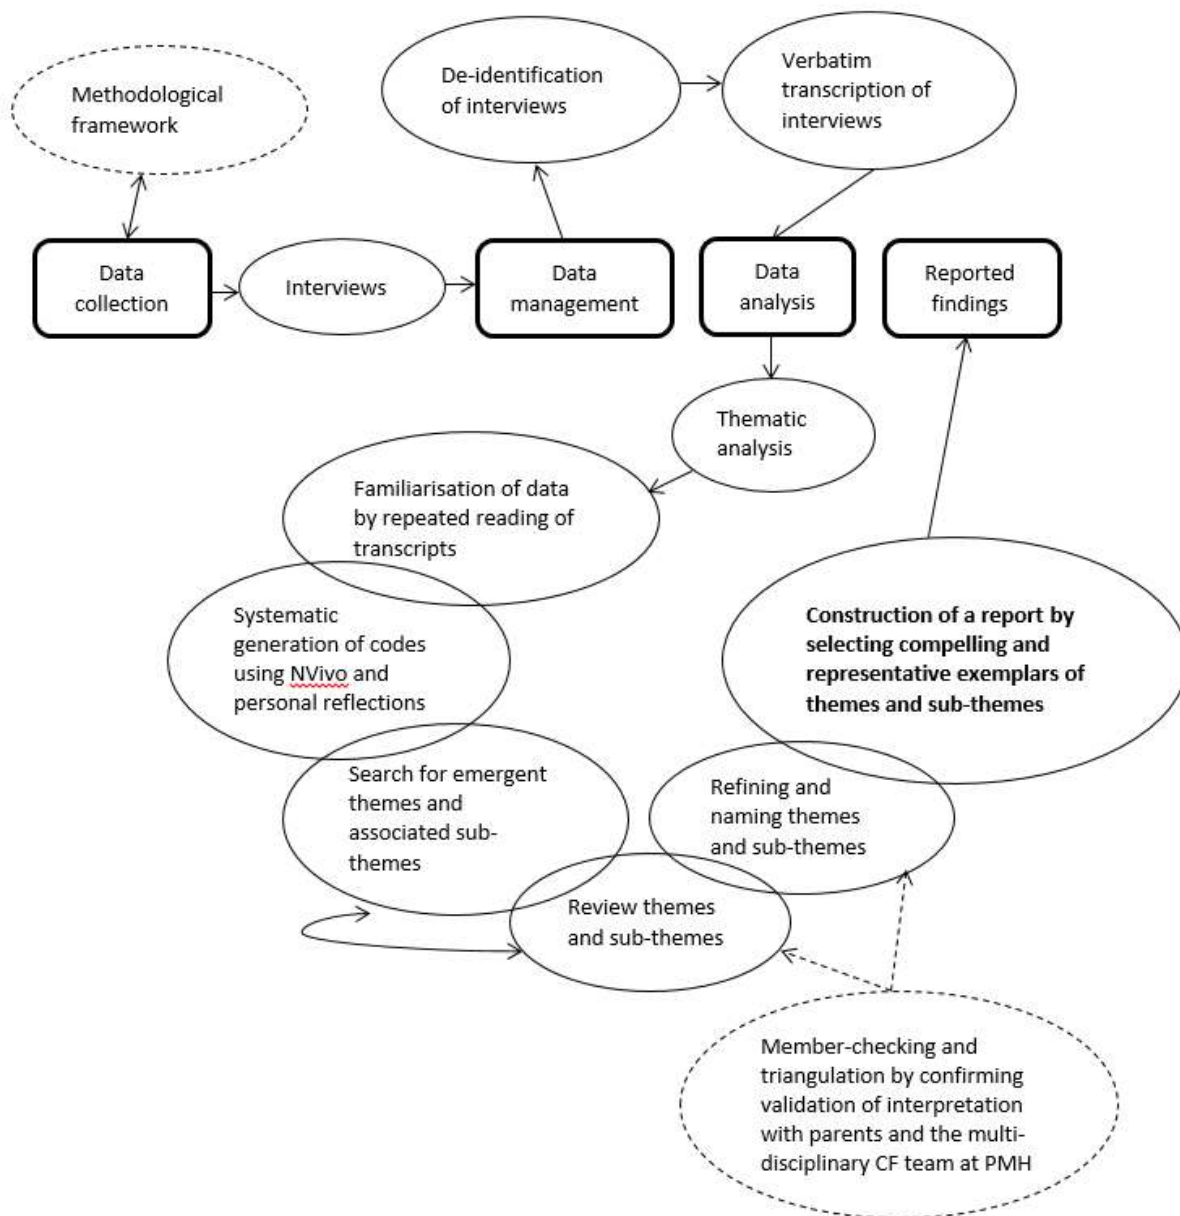 Methodological
framework
De-identification
of interviews
Verbatim
transcription of
interviews
Data
collection
Interviews
Data
management
Data
analysis
Reported
findings
Thematic
analysis
Familiarisation of data
by repeated reading of
transcripts
Systematic
generation of codes
using NVivo and
personal reflections
Construction of a report by
selecting compelling and
representative exemplars of
themes and sub-themes
Search for emergent
themes and
associated sub-
themes
Refining and
naming themes
and sub-themes
Review themes
and sub-themes
Member-checking and
triangulation by confirming
validation of interpretation
with parents and the multi-
disciplinary CF team at PMH